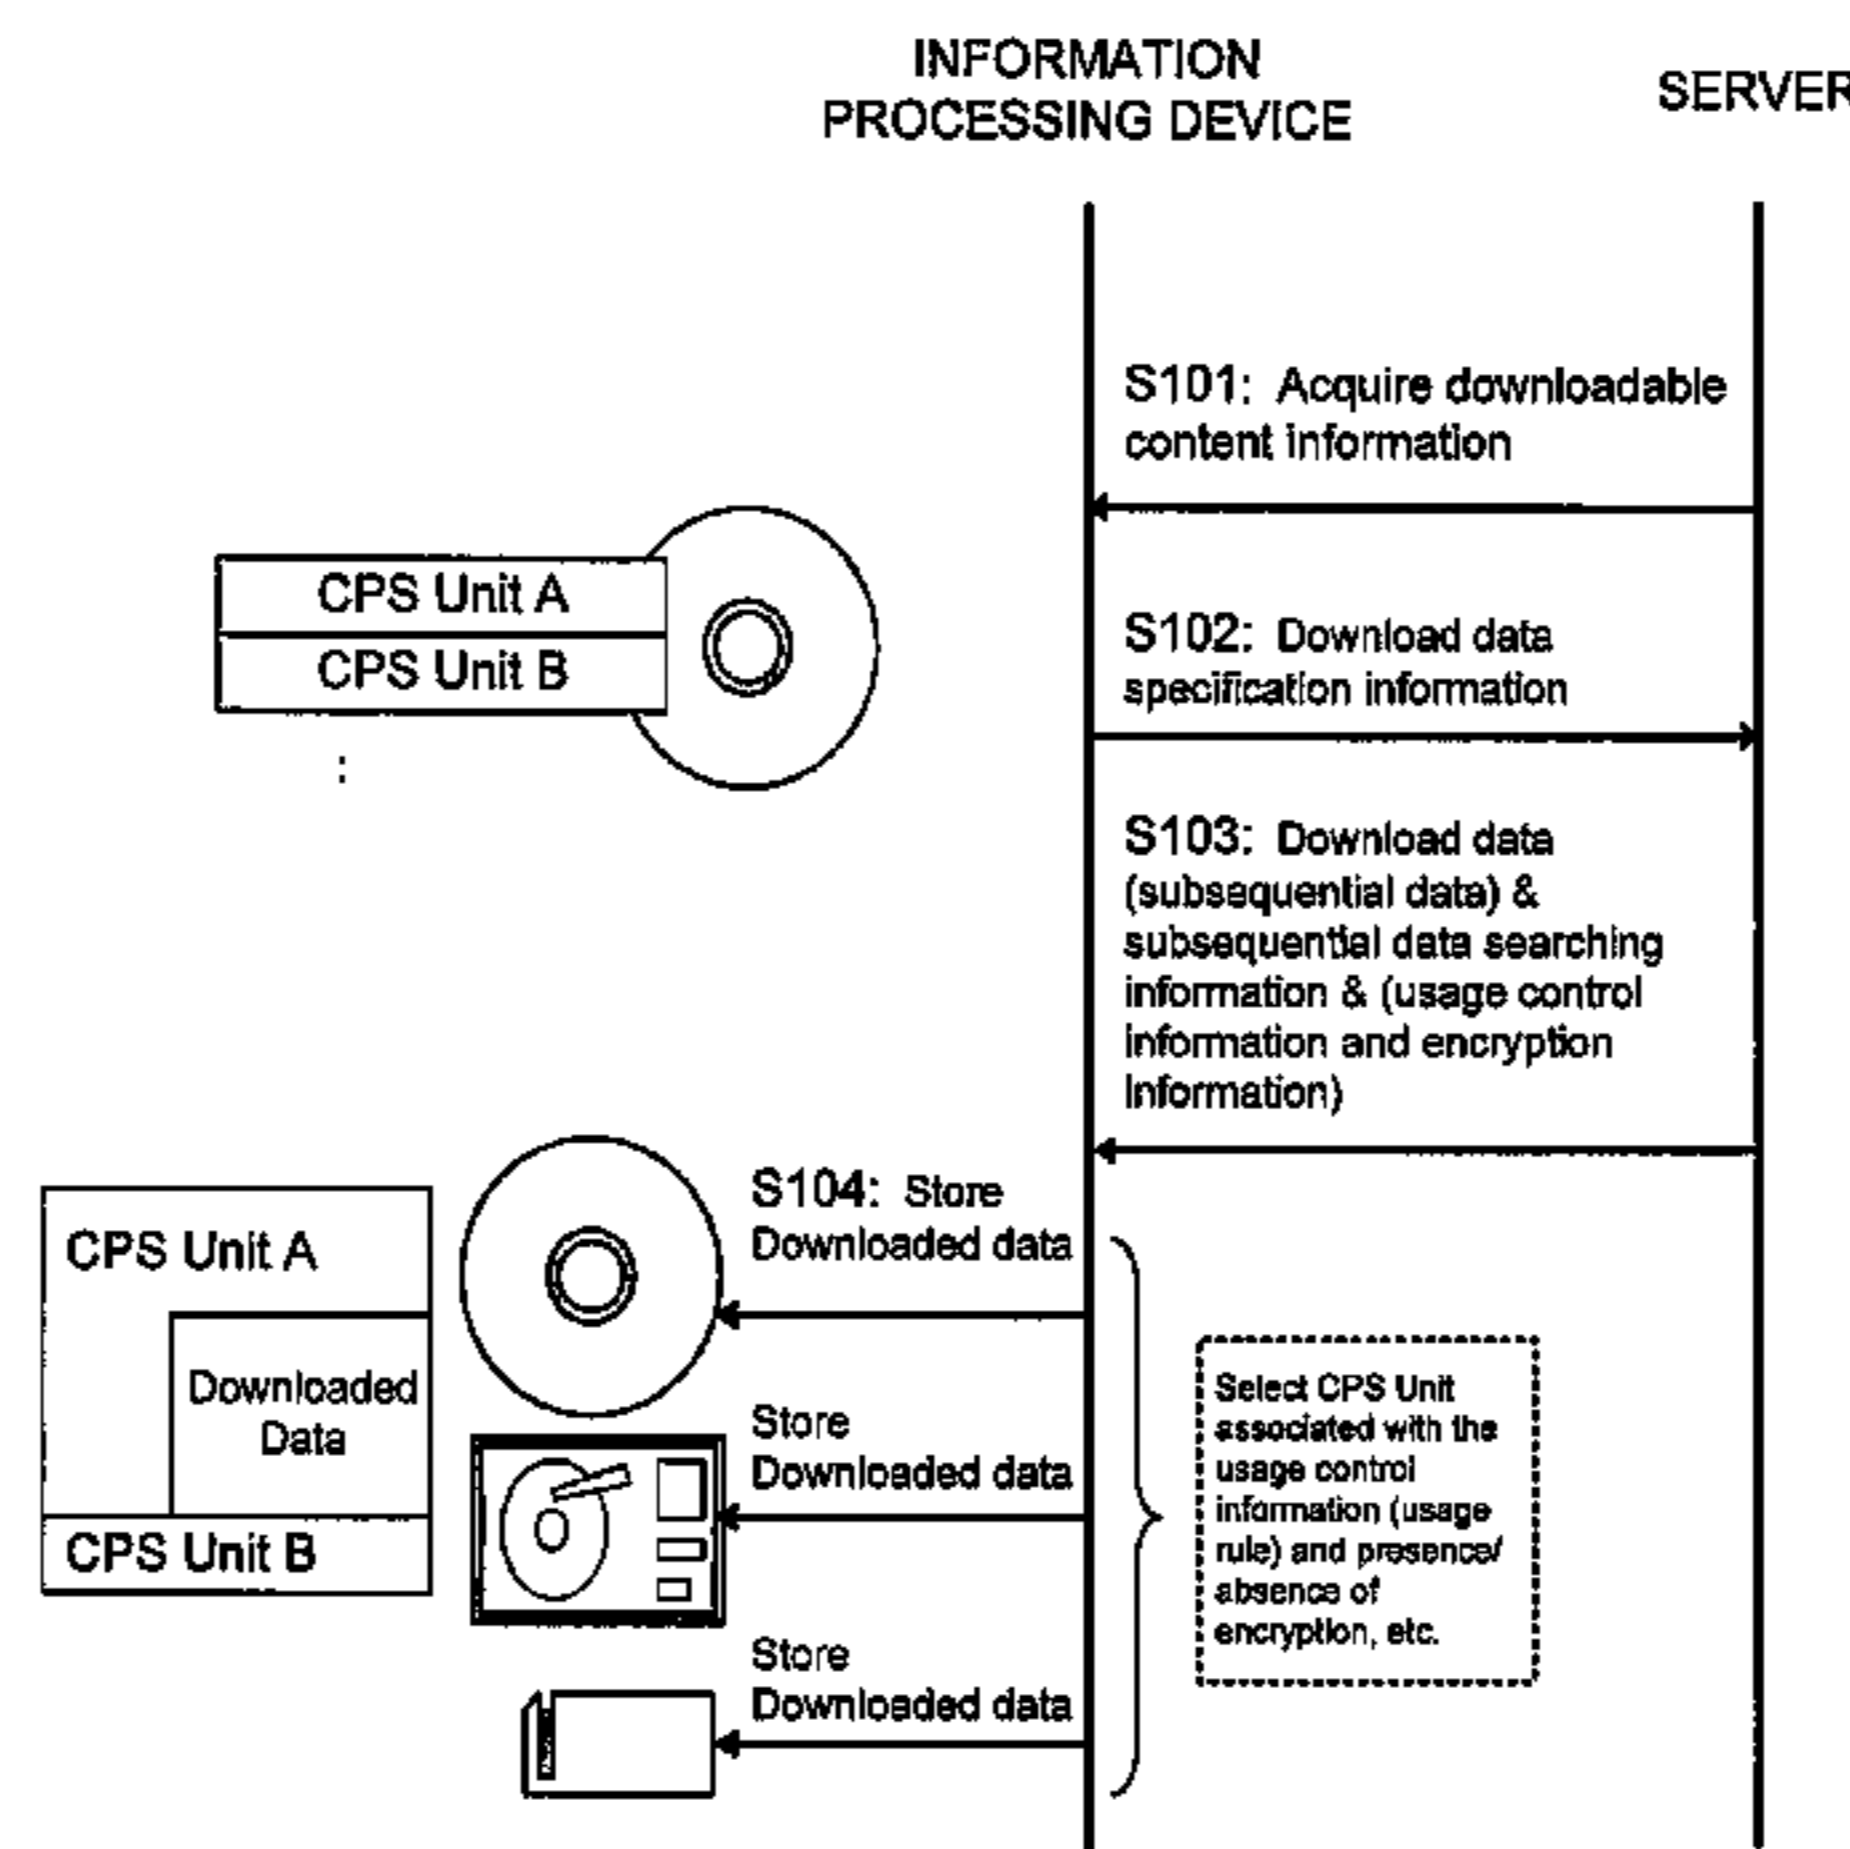 INFORMATION
PROCESSING DEVICE
SERVER
S101: Acquire downloadable
content information
CPS Unit A
CPS Unit B
:
S102: Download data
specification information
S103: Download data
(subsequential data) &
subsequential data searching
information & (usage control
information and encryption
information)
S104: Store
Downloaded data
CPS Unit A
Downloaded
Data
CPS Unit B
Store
Downloaded data
Store
Downloaded data
Select CPS Unit
associated with the
usage control
information (usage
rule) and presence/
absence of
encryption, etc.